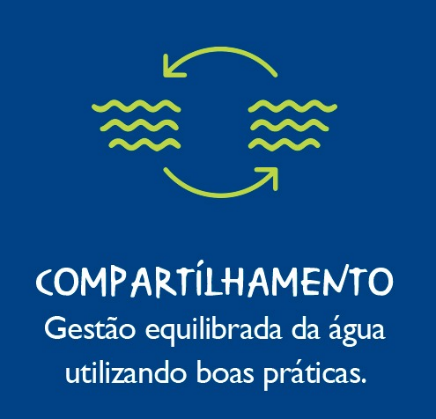 COMPARTÍLHAMENTO
Gestão equilibrada da água
utilizando boas práticas.